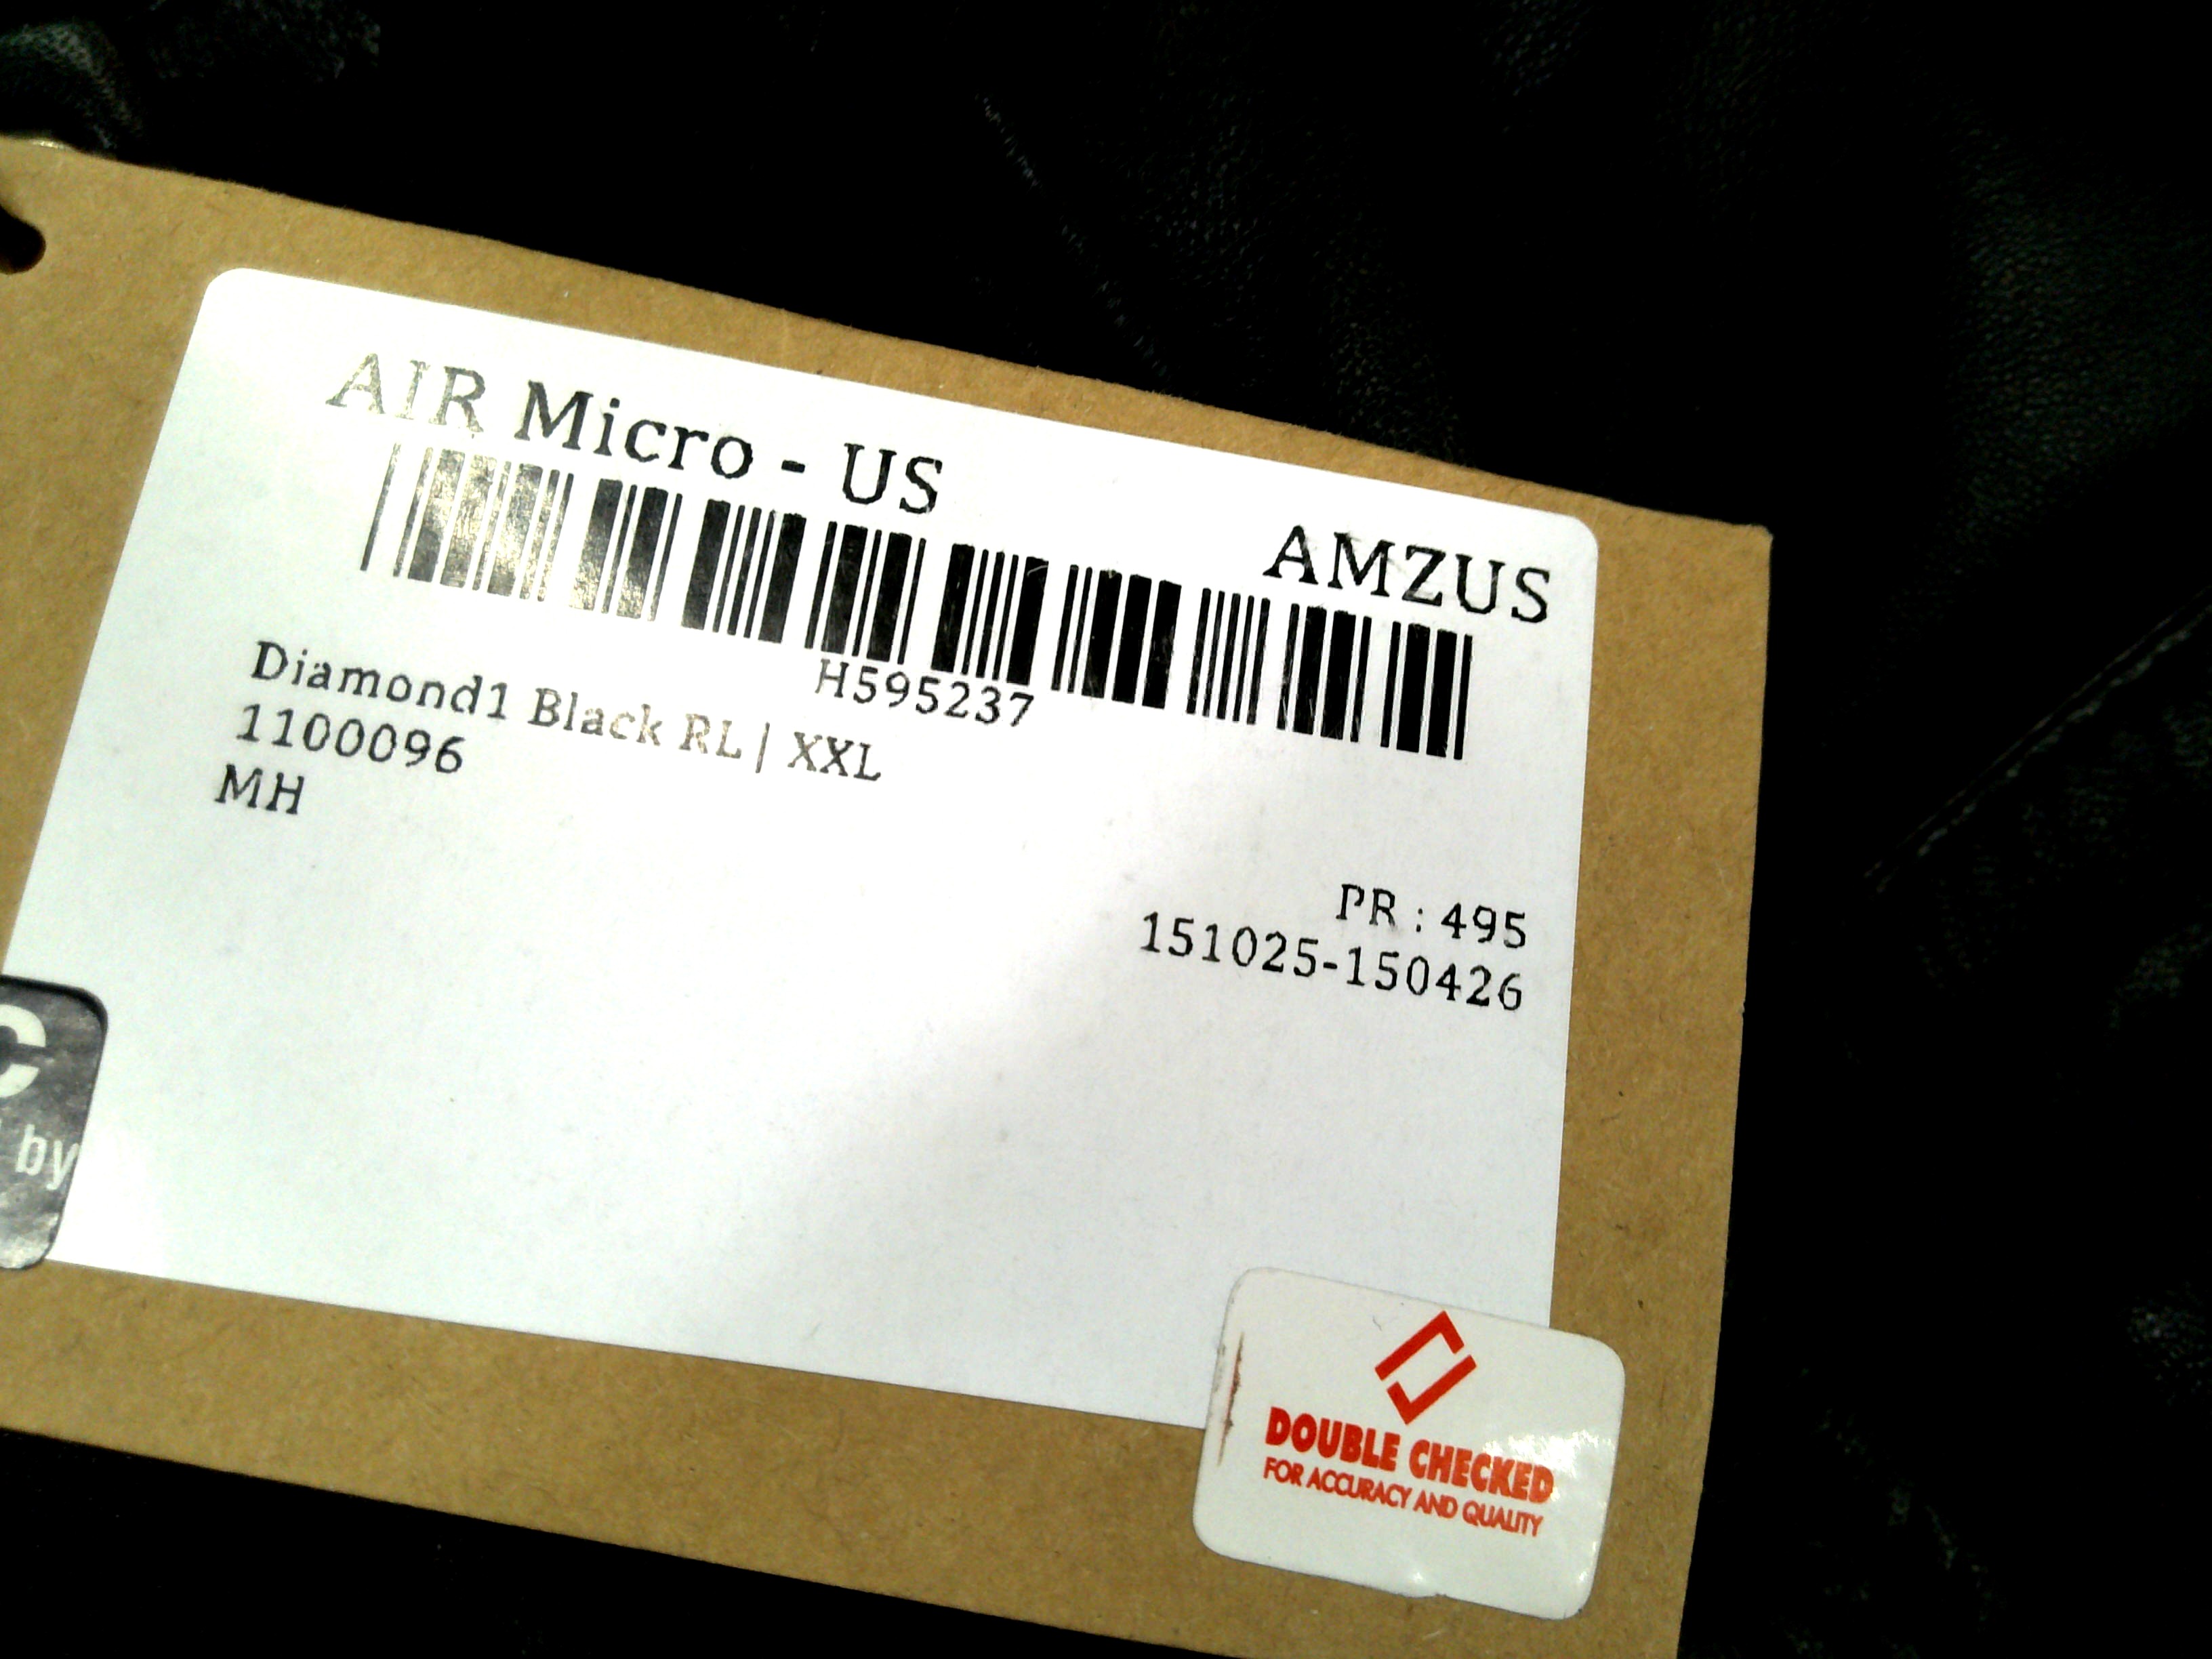 AIR Micro - US
AMZUS
H595237
Diamond1 Black RL | XXL
1100096
MH
PR : 495
151025-150426
C
by
DOUBLE CHECKED
FOR ACCURACY AND QUALITY